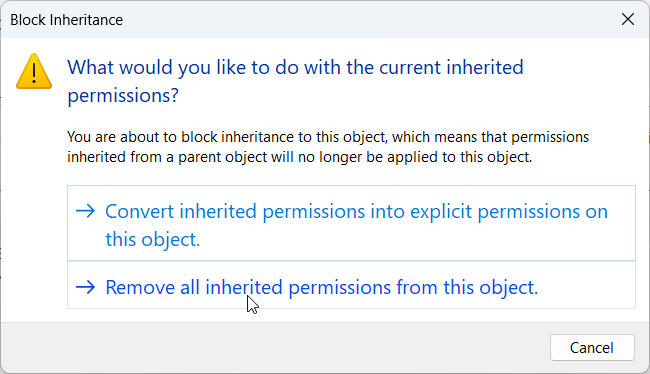 Block Inheritance
What would you like to do with the current inherited
permissions?
You are about to block inheritance to this object, which means that permissions
inherited from a parent object will no longer be applied to this object.
Convert inherited permissions into explicit permissions on
this object.
Remove all inherited permissions from this object.
Cancel